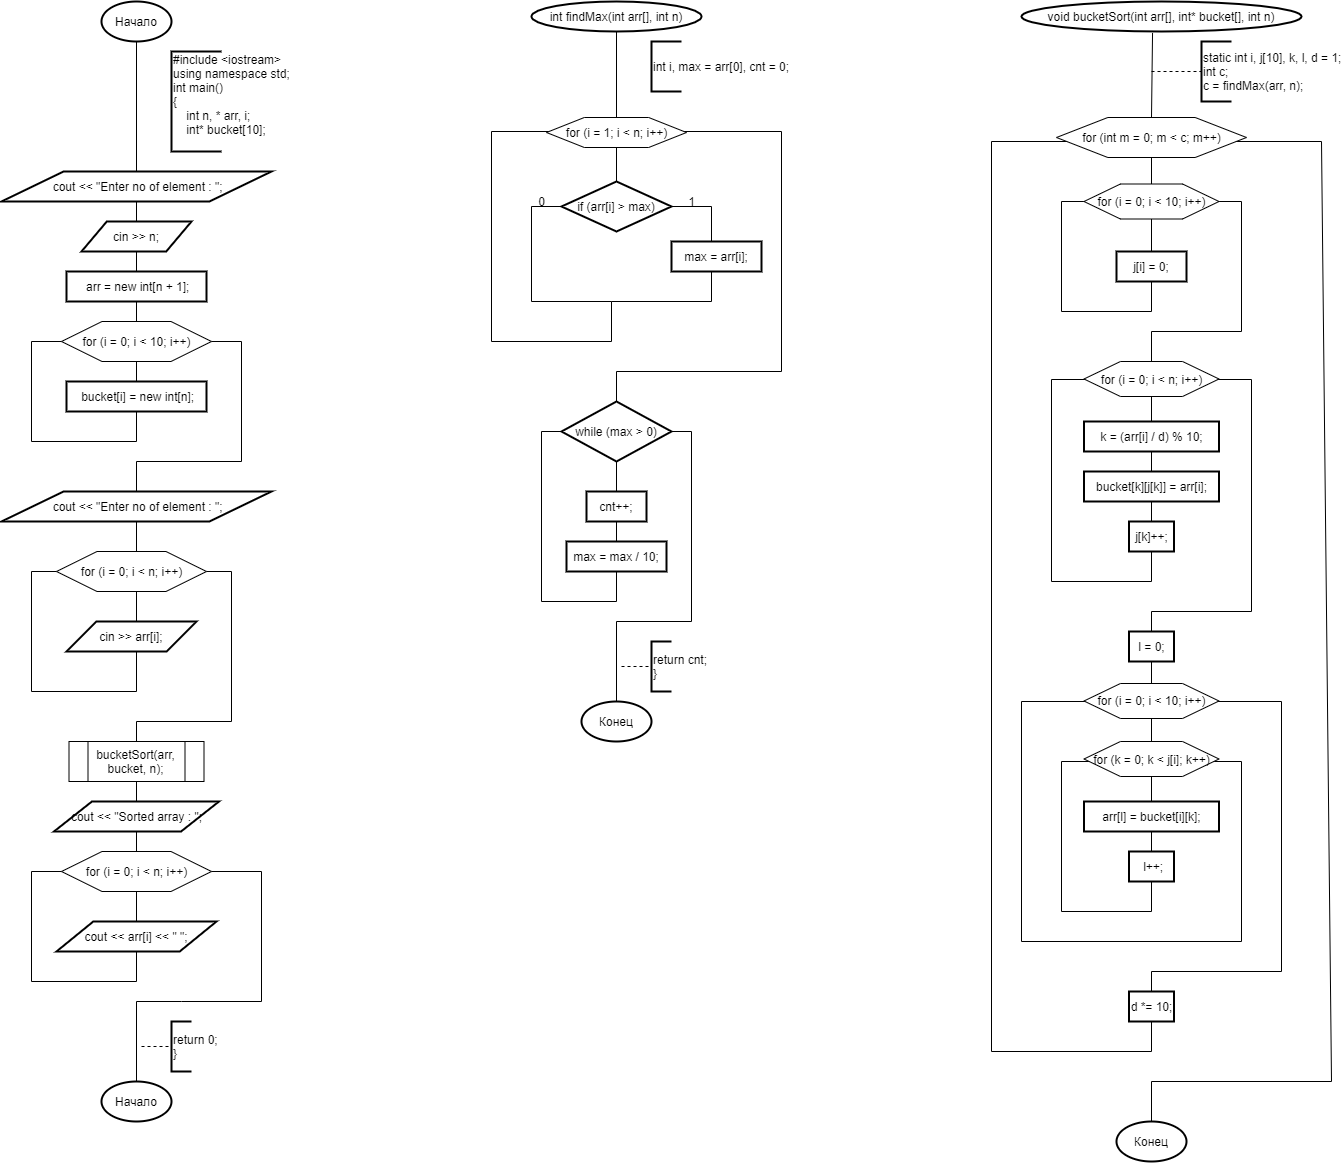 Начало
#include <iostream>
using namespace std;
int main()
{
int n, * arr, i;
int* bucket[10];
cout << "Enter no of element : ";
cin >> n;
arr = new int[n + 1];
for (i = 0; i < 10; i++)
bucket[i] = new int[n];
cout << "Enter no of element : ";
for (i = 0; i < n; i++)
cin >> arr[i];
bucketSort(arr,
bucket, n);
cout << "Sorted array : ";
for (i = 0; i < n; i++)
cout << arr[i] << " ";
return 0;
}
Начало
int findMax(int arr[], int n)
int i, max = arr[0], cnt = 0;
for (i = 1; i < n; i++)
0
if (arr[i] > max)
1
max = arr[i];
while (max > 0)
cnt++;
max = max / 10;
return cnt;
}
Конец
void bucketSort(int arr[], int* bucket[], int n)
static int i, j[10], k, l, d = 1;
int c;
c = findMax(arr, n);
for (int m = 0; m < c; m++)
for (i = 0; i < 10; i++)
j[i] = 0;
for (i = 0; i < n; i++)
k = (arr[i] / d) % 10;
bucket[k][j[k]] = arr[i];
j[k]++;
l = 0;
for (i = 0; i < 10; i++)
for (k = 0; k < j[i]; k++)
arr[l] = bucket[i][k];
l++;
d *= 10;
Конец